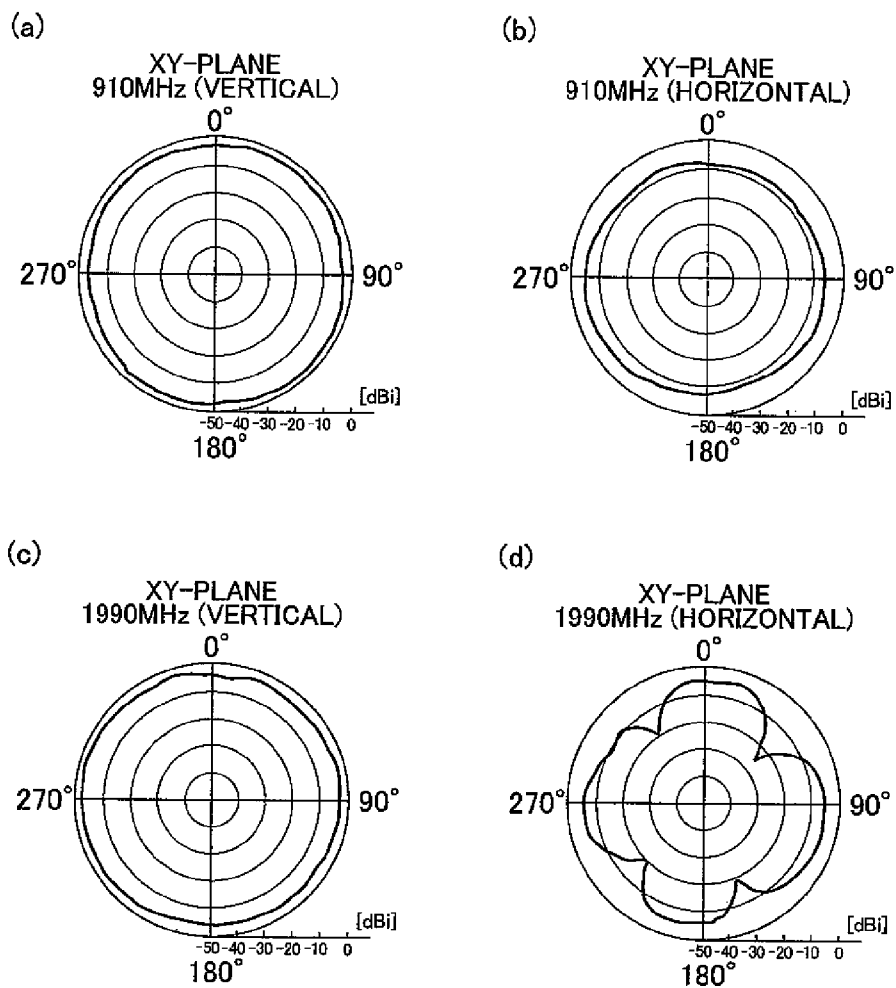 (a)
XY-PLANE
910MHz (VERTICAL)
0°
270°
90°
[dBi]
-50 -40 -30 -20 -10 0
180°
(b)
XY-PLANE
910MHz (HORIZONTAL)
0°
270°
90°
[dBi]
-50 -40 -30 -20 -10 0
180°
(c)
XY-PLANE
1990MHz (VERTICAL)
0°
270°
90°
[dBi]
-50 -40 -30 -20 -10 0
180°
(d)
XY-PLANE
1990MHz (HORIZONTAL)
0°
270°
90°
[dBi]
-50 -40 -30 -20 -10 0
180°